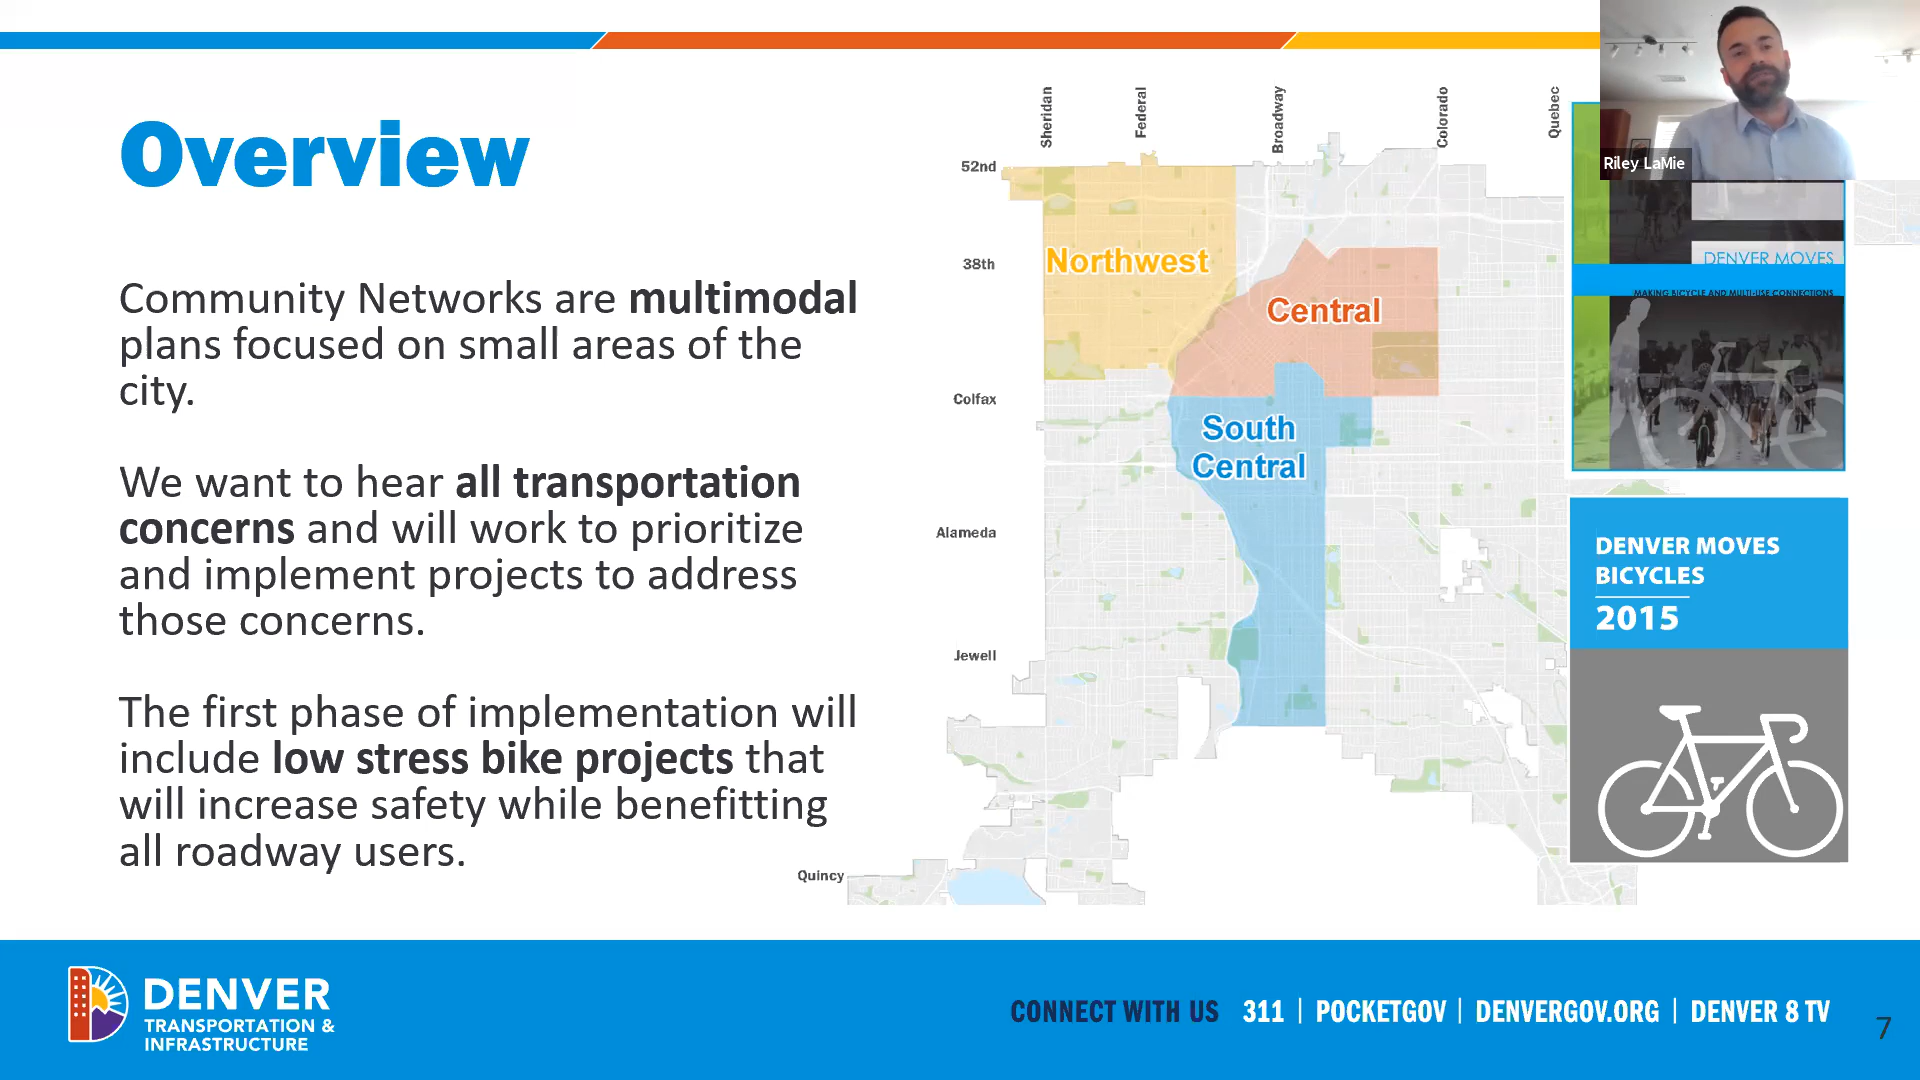 Overview
Community Networks are multimodal
plans focused on small areas of the
city.
We want to hear all transportation
concerns and will work to prioritize
and implement projects to address
those concerns.
The first phase of implementation will
include low stress bike projects that
will increase safety while benefitting
all roadway users.
Sheridan
Federal
Broadway
Colorado
Quebec
52nd
38th
Colfax
Alameda
Jewell
Quincy
Northwest
Central
South
Central
Riley LaMie
DENVER MOVES
MAKING BICYCLE AND MULTI-USE CONNECTIONS
DENVER MOVES
BICYCLES
2015
DENVER
TRANSPORTATION &
INFRASTRUCTURE
CONNECT WITH US 311 | POCKETGOV | DENVERGOV.ORG | DENVER 8 TV
7